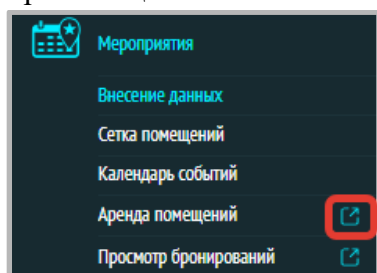 Мероприятия
Внесение данных
Сетка помещений
Календарь событий
Аренда помещений
Просмотр бронирований